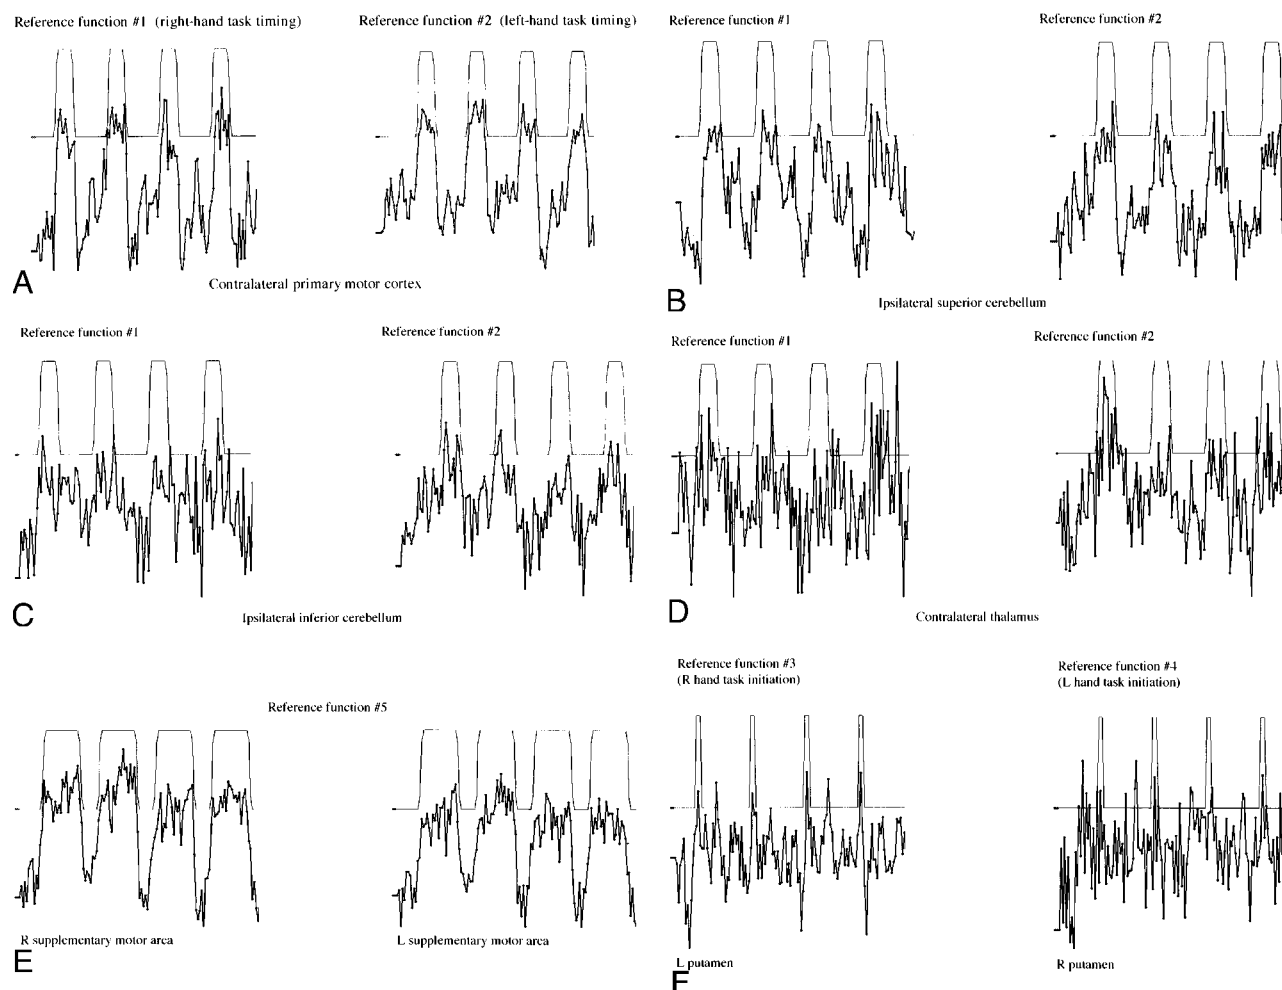 Reference function #1 (right-hand task timing)
Reference function #2 (left-hand task timing)
A
Contralateral primary motor cortex
Reference function #1
Reference function #2
B
Ipsilateral superior cerebellum
Reference function #1
Reference function #2
C
Ipsilateral inferior cerebellum
Reference function #1
Reference function #2
D
Contralateral thalamus
Reference function #5
R supplementary motor area
L supplementary motor area
E
Reference function #3
(R hand task initiation)
Reference function #4
(L hand task initiation)
L putamen
R putamen
F